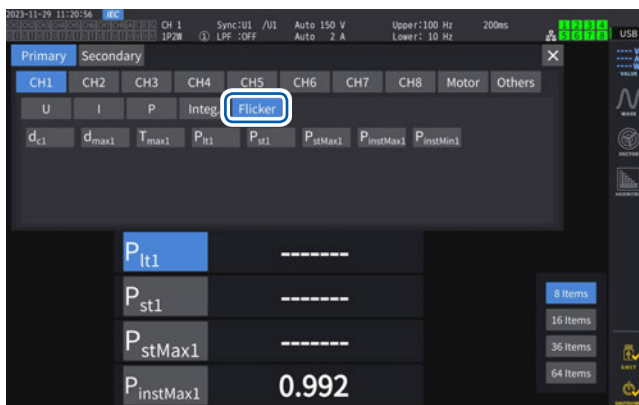 2023-11-29 11:20:56 IEC
CH 1 Sync:U1 /U1 Auto 150 V Upper:100 Hz 200ms 1 2 3 4
1P2W ① LPF :OFF Auto 2 A Lower: 10 Hz 5 6 7 8 USB
Primary Secondary ×
CH1 CH2 CH3 CH4 CH5 CH6 CH7 CH8 Motor Others
U I P Integ. Flicker
dc1 dmax1 Tmax1 Plt1 Pst1 PstMax1 PinstMax1 PinstMin1
VALUE
WAVE
VECTOR
Plt1 -------
Pst1 -------
PstMax1 -------
PinstMax1 0.992
8 Items
16 Items
36 Items
64 Items
EJECT